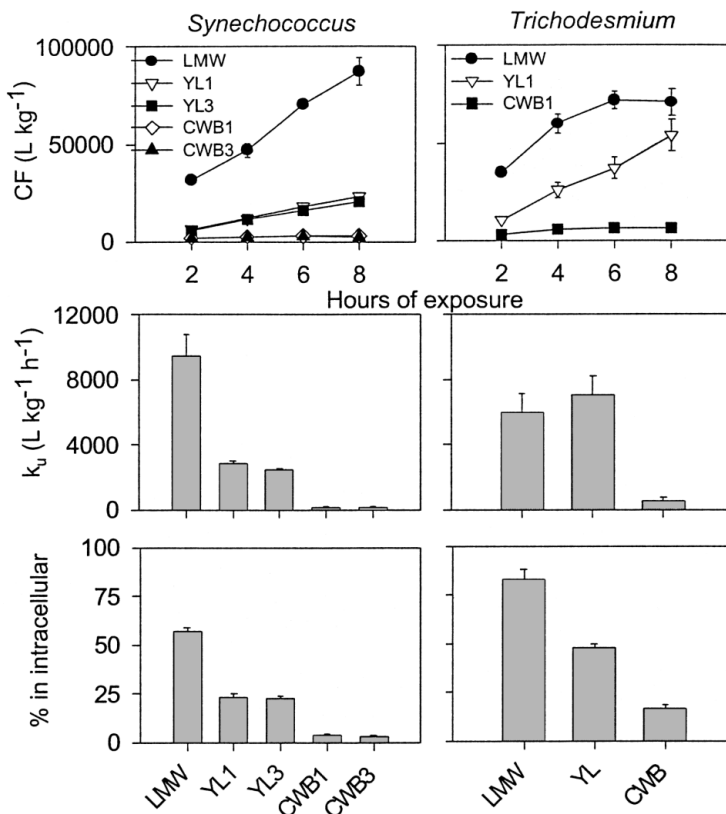 Synechococcus
Trichodesmium
100000
50000
0
CF (L kg⁻¹)
LMW
YL1
YL3
CWB1
CWB3
LMW
YL1
CWB1
2 4 6 8
2 4 6 8
Hours of exposure
12000
8000
4000
0
kᵤ (L kg⁻¹ h⁻¹)
100
75
50
25
0
% in intracellular
LMW
YL1
YL3
CWB1
CWB3
LMW
YL
CWB